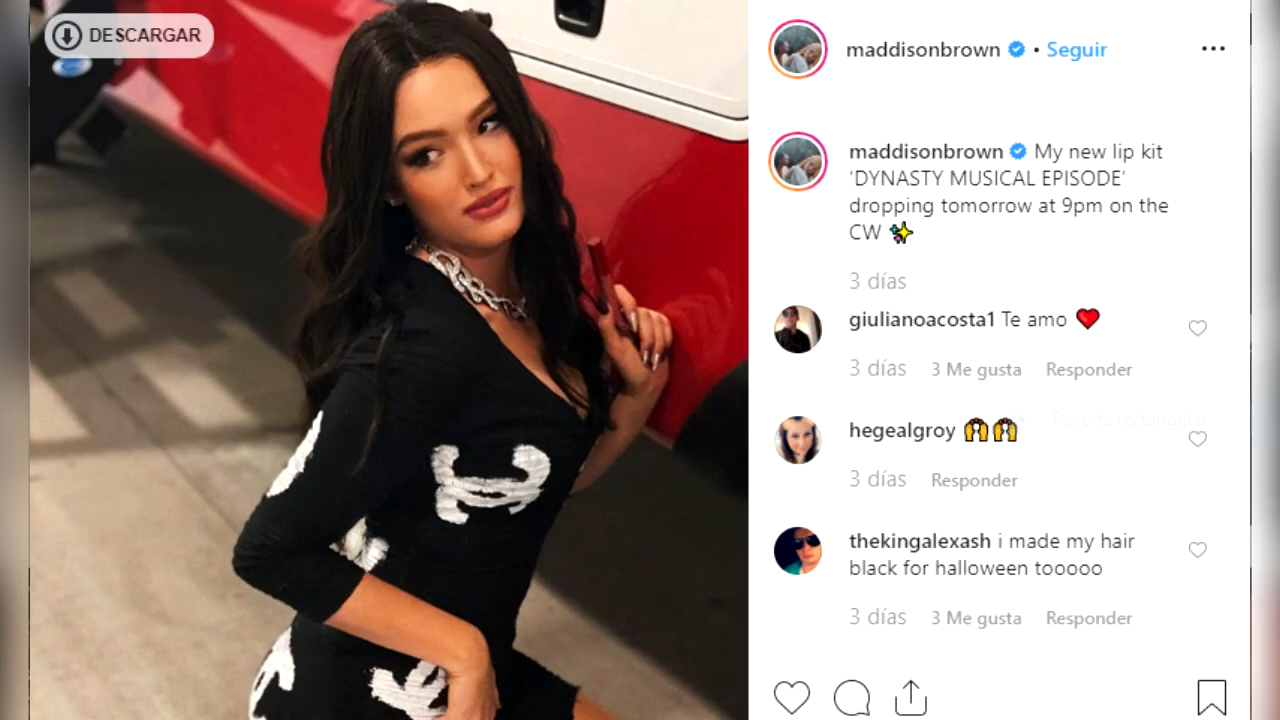 DESCARGAR
maddisonbrown • Seguir
maddisonbrown My new lip kit
‘DYNASTY MUSICAL EPISODE’
dropping tomorrow at 9pm on the
CW
3 días
giulianoacosta1 Te amo
3 días 3 Me gusta Responder
hegealgroy
Recorte rectangular
3 días Responder
thekingalexash i made my hair
black for halloween tooooo
3 días 3 Me gusta Responder